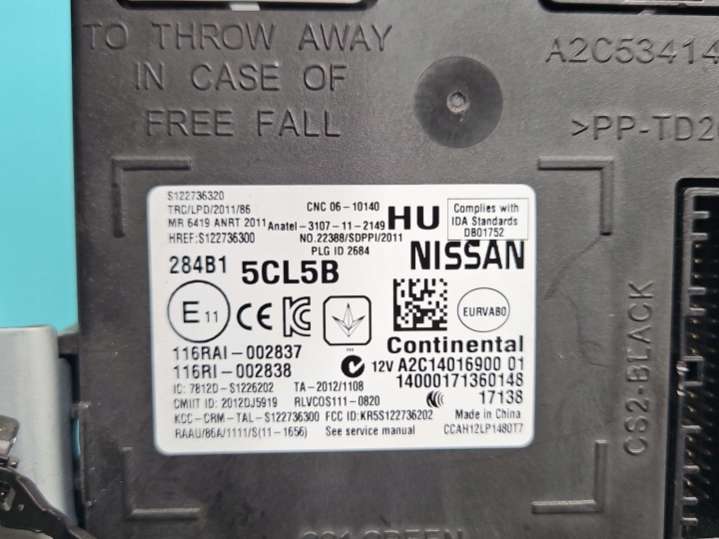 TO THROW AWAY
IN CASE OF
FREE FALL
A2C53414
>PP-TD2
S122736320
TRC/LPD/2011/86
MR 6419 ANRT 2011
HREF:S122736300
CNC 06-10140
Anatel-3107-11-2149
NO.22388/SDPPI/2011
PLG ID 2684
HU
Complies with
IDA Standards
DB01752
NISSAN
284B1 5CL5B
E11 CE KC
EURVABO
Continental
116RAI-002837
12V A2C14016900 01
116RI-002838
14000171360148
ID: 7812D-S1226202 TA-2012/1108
17138
CMIIT ID: 2012DJ5919 RLVCOS111-0820
KCC-CRM-TAL-S122736300 FCC ID:KR5S122736202
Made in China
RAAU/86A/1111/S(11-1656) See service manual
CCAH12LP1480T7
CS2-BLACK